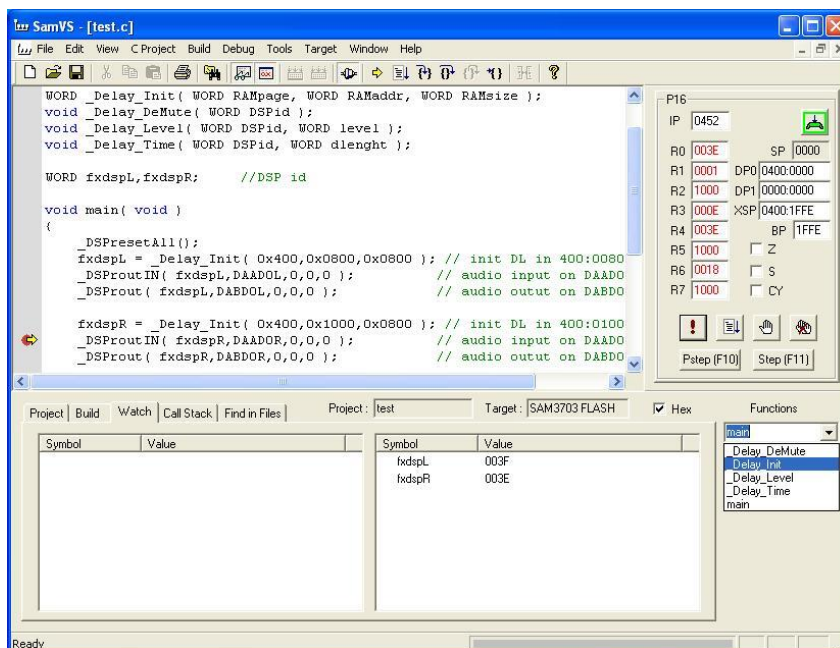 SamVS - [test.c]
File Edit View C Project Build Debug Tools Target Window Help
WORD _Delay_Init( WORD RAMpage, WORD RAMaddr, WORD RAMsize );
void _Delay_DeMute( WORD DSPid );
void _Delay_Level( WORD DSPid, WORD level );
void _Delay_Time( WORD DSPid, WORD dlenght );
WORD fxdspL,fxdspR; //DSP id
void main( void )
{
_DSPresetAll();
fxdspL = _Delay_Init( 0x400,0x0800,0x0800 ); // init DL in 400:0080
_DSProutIN( fxdspL,DAAD0L,0,0,0 ); // audio input on DAAD0
_DSProut( fxdspL,DABD0L,0,0,0 ); // audio outut on DABD0
fxdspR = _Delay_Init( 0x400,0x1000,0x0800 ); // init DL in 400:0100
_DSProutIN( fxdspR,DAAD0R,0,0,0 ); // audio input on DAAD0
_DSProut( fxdspR,DABD0R,0,0,0 ); // audio outut on DABD0
P16
IP 0452
R0 003E SP 0000
R1 0001 DP0 0400:0000
R2 1000 DP1 0000:0000
R3 000E XSP 0400:1FFE
R4 003E BP 1FFE
R5 1000 Z
R6 0018 S
R7 1000 CY
Pstep (F10) Step (F11)
Project Build Watch Call Stack Find in Files Project : test Target : SAM3703 FLASH Hex Functions
main
_Delay_DeMute
_Delay_Init
_Delay_Level
_Delay_Time
main
Symbol Value Symbol Value
fxdspL 003F
fxdspR 003E
Ready